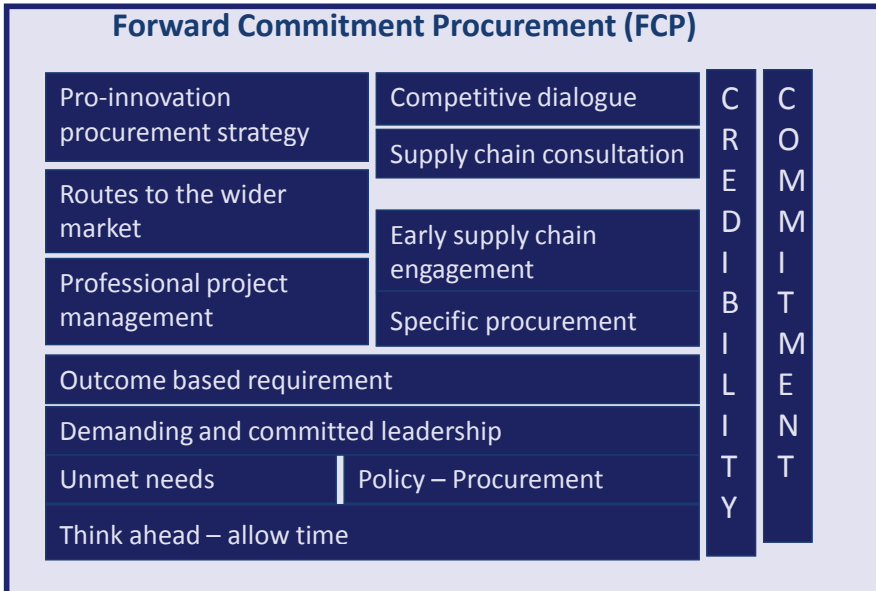 Forward Commitment Procurement (FCP)
Pro-innovation
procurement strategy
Routes to the wider
market
Professional project
management
Competitive dialogue
Supply chain consultation
Early supply chain
engagement
Specific procurement
Outcome based requirement
Demanding and committed leadership
Unmet needs
Policy – Procurement
Think ahead – allow time
CREDIBILITY
COMMITMENT